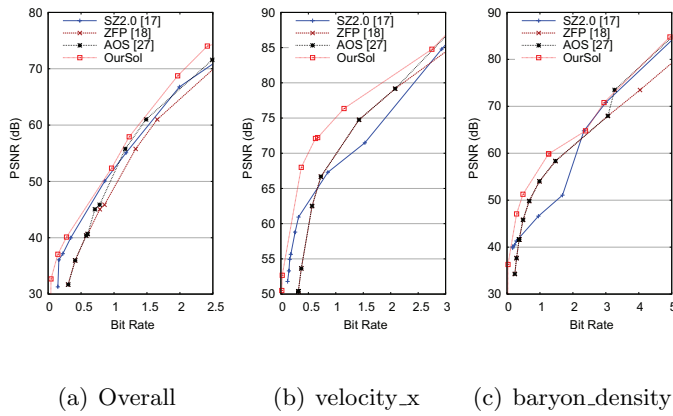 80
70
60
50
40
30
PSNR (dB)
0 0.5 1 1.5 2 2.5
Bit Rate
SZ2.0 [17]
ZFP [18]
AOS [27]
OurSol
(a) Overall
90
85
80
75
70
65
60
55
50
PSNR (dB)
0 0.5 1 1.5 2 2.5 3
Bit Rate
SZ2.0 [17]
ZFP [18]
AOS [27]
OurSol
(b) velocity_x
90
80
70
60
50
40
30
PSNR (dB)
0 1 2 3 4 5
Bit Rate
SZ2.0 [17]
ZFP [18]
AOS [27]
OurSol
(c) baryon_density